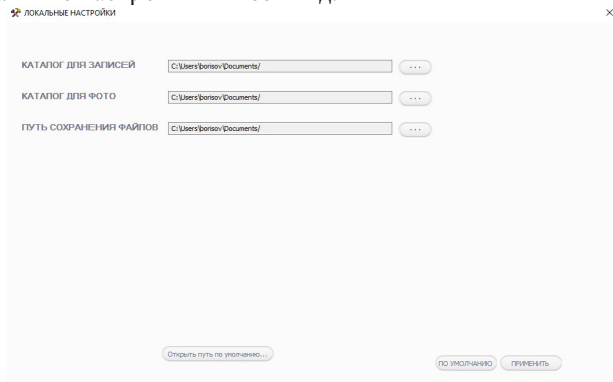 ЛОКАЛЬНЫЕ НАСТРОЙКИ
КАТАЛОГ ДЛЯ ЗАПИСЕЙ C:\Users\borisov\Documents/ ...
КАТАЛОГ ДЛЯ ФОТО C:\Users\borisov\Documents/ ...
ПУТЬ СОХРАНЕНИЯ ФАЙЛОВ C:\Users\borisov\Documents/ ...
Открыть путь по умолчанию...
ПО УМОЛЧАНИЮ ПРИМЕНИТЬ